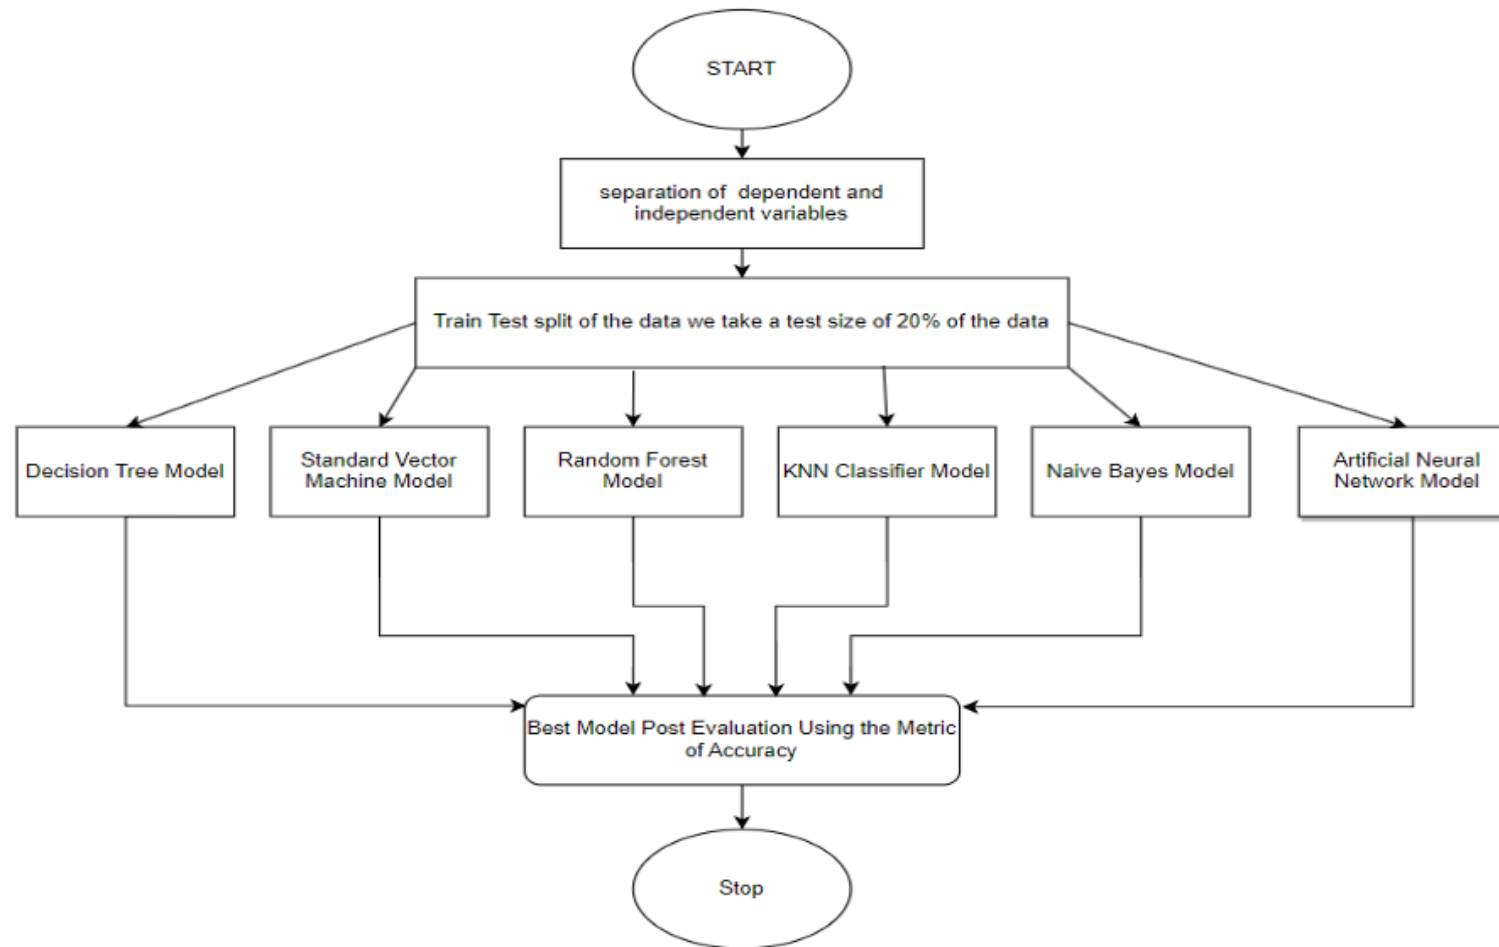 START
separation of  dependent and
independent variables
Train Test split of the data we take a test size of 20% of the data
Decision Tree Model
Standard Vector
Machine Model
Random Forest
Model
KNN Classifier Model
Naive Bayes Model
Artificial Neural
Network Model
Best Model Post Evaluation Using the Metric
of Accuracy
Stop